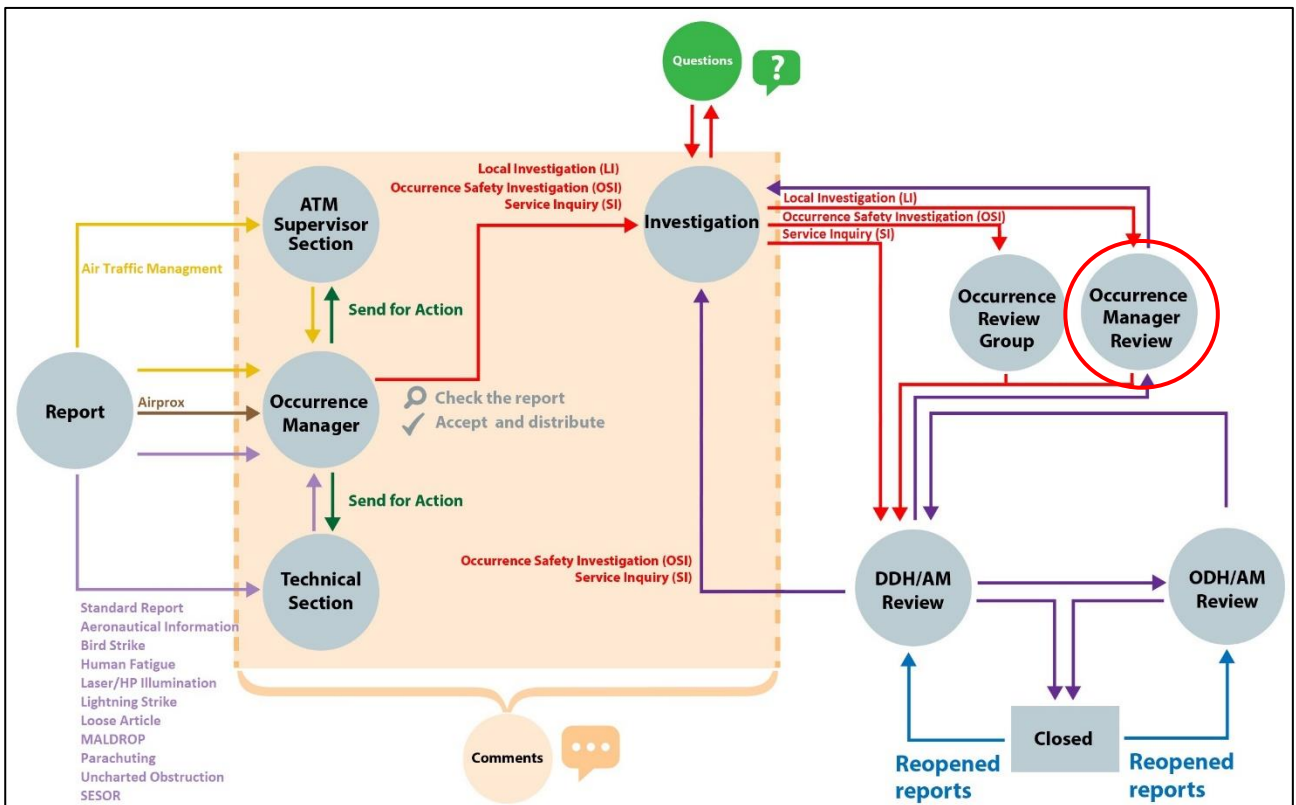 Questions
?
Local Investigation (LI)
Occurrence Safety Investigation (OSI)
Service Inquiry (SI)
ATM
Supervisor
Section
Investigation
Local Investigation (LI)
Occurrence Safety Investigation (OSI)
Service Inquiry (SI)
Air Traffic Managment
Send for Action
Occurrence
Review
Group
Occurrence
Manager
Review
Report
Airprox
Occurrence
Manager
Check the report
Accept and distribute
Send for Action
Technical
Section
Occurrence Safety Investigation (OSI)
Service Inquiry (SI)
DDH/AM
Review
ODH/AM
Review
Standard Report
Aeronautical Information
Bird Strike
Human Fatigue
Laser/HP Illumination
Lightning Strike
Loose Article
MALDROP
Parachuting
Uncharted Obstruction
SESOR
Comments
Closed
Reopened
reports
Reopened
reports